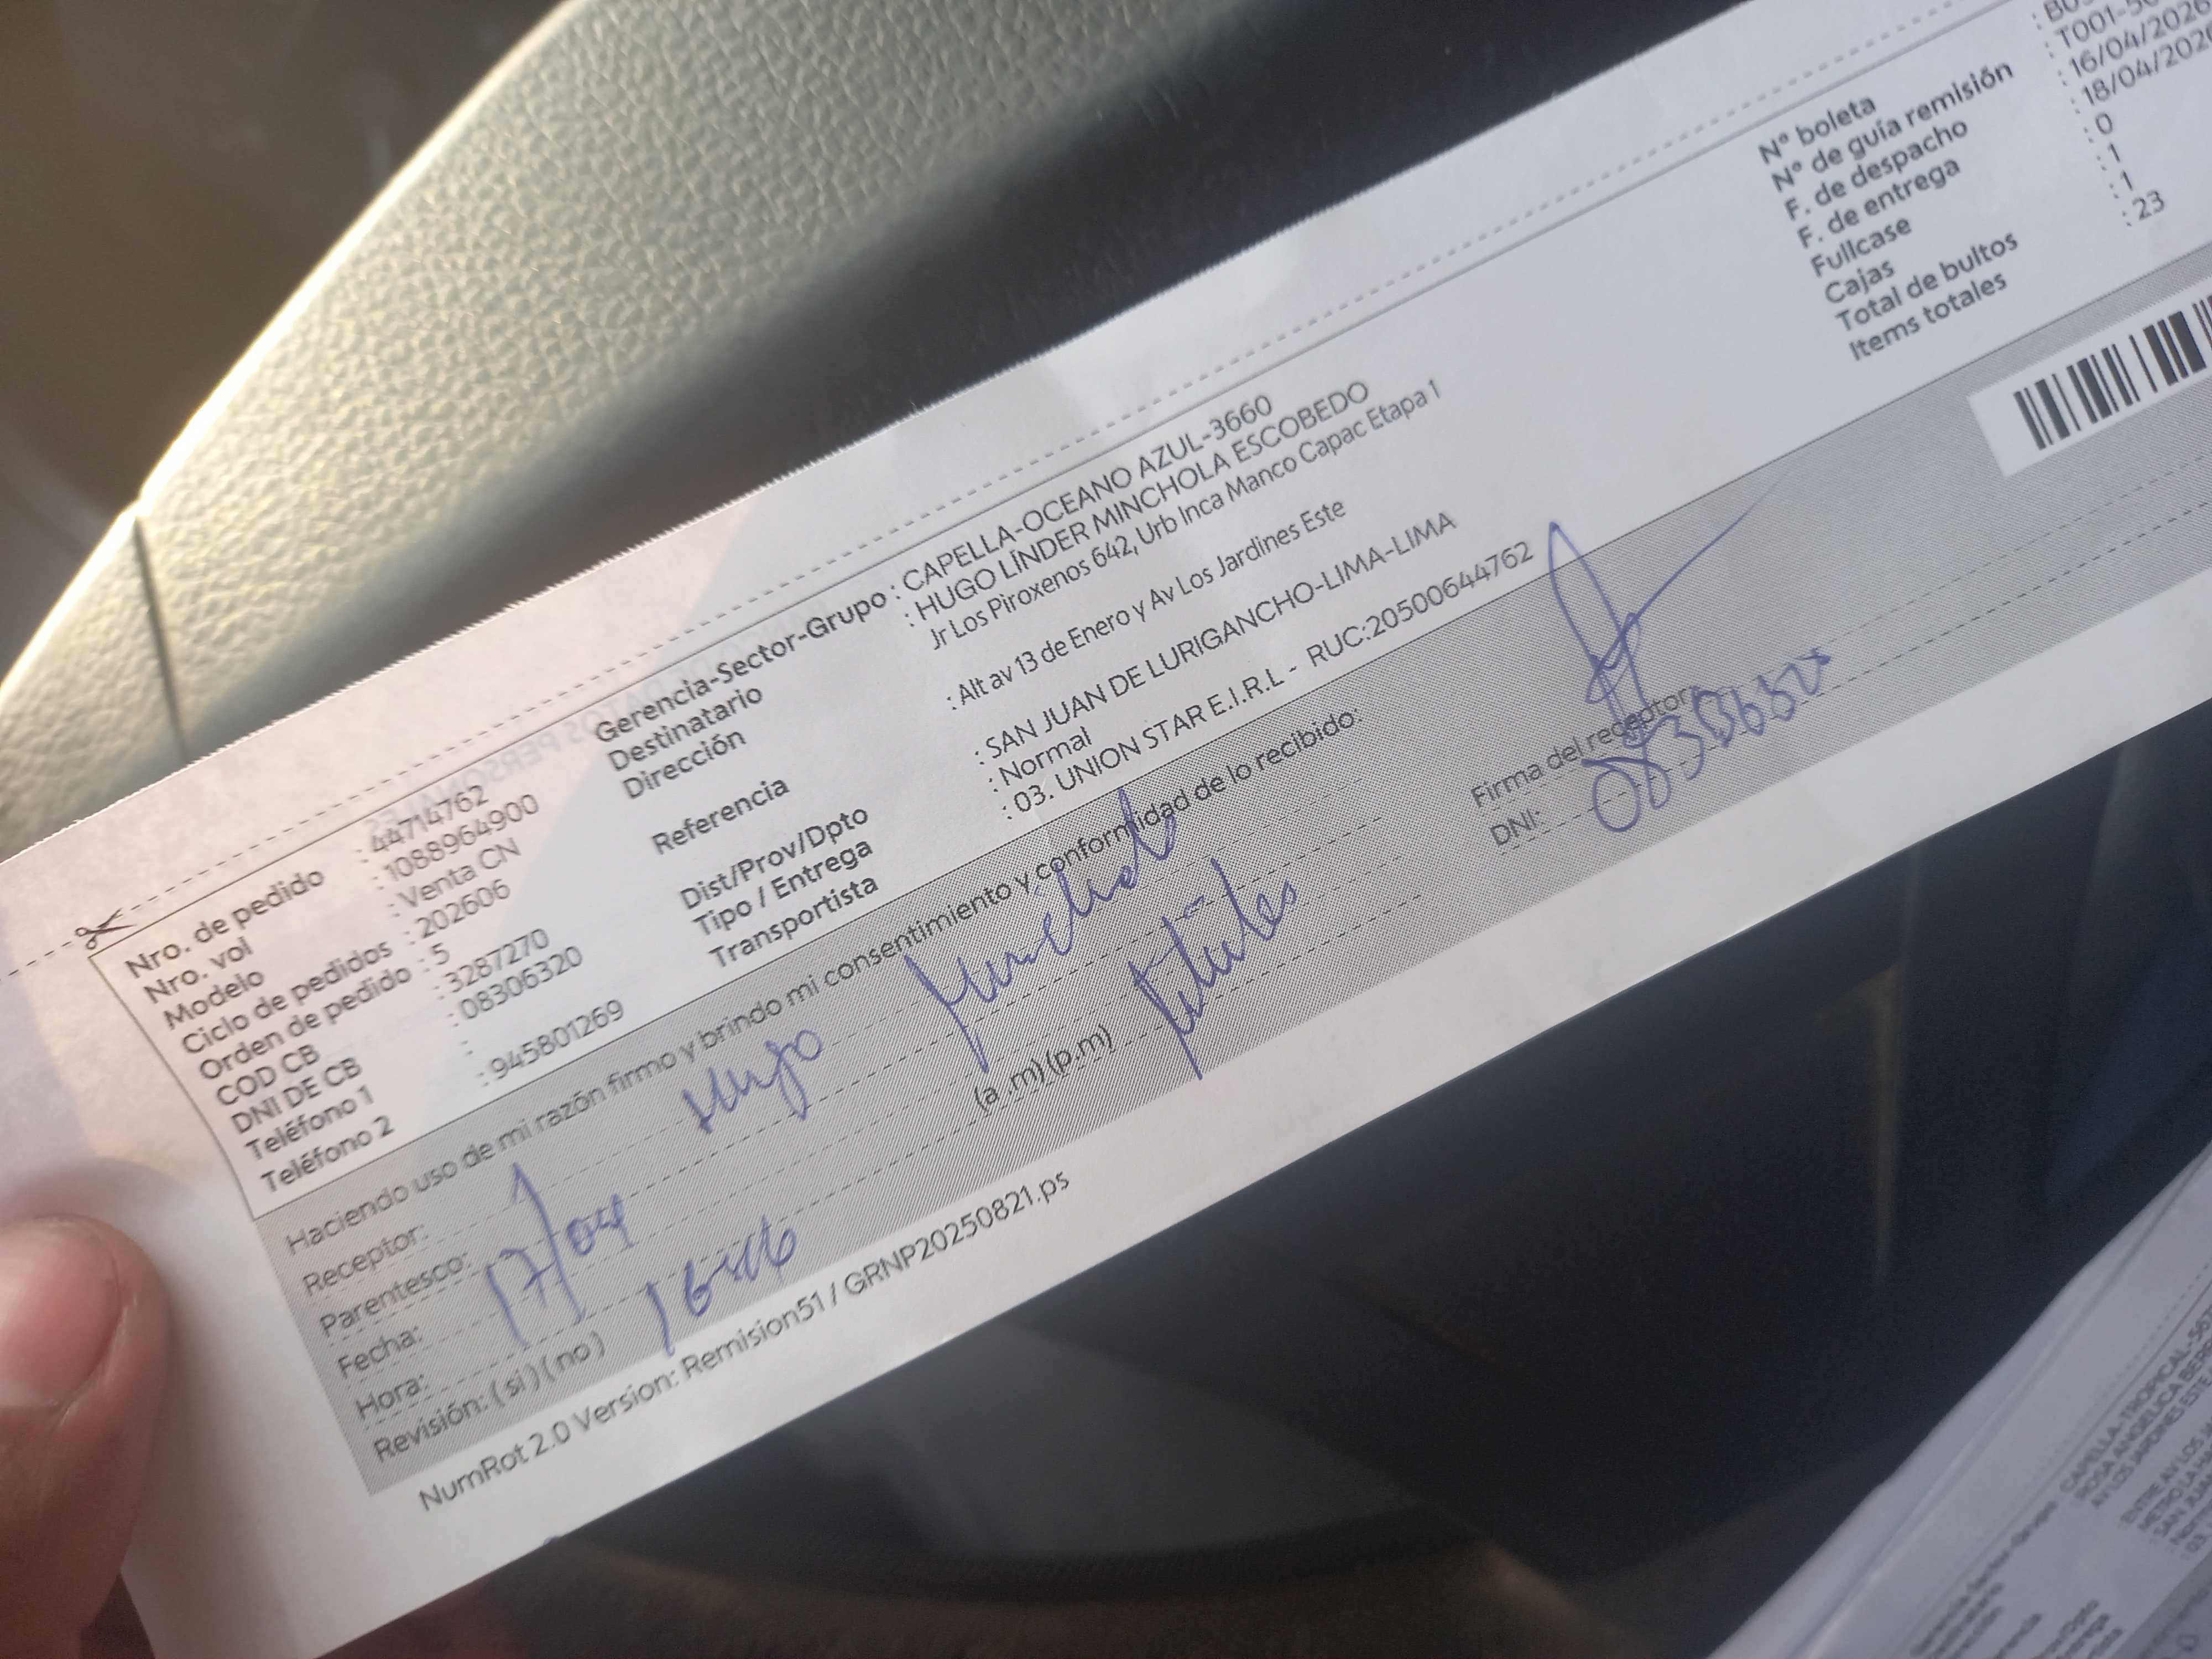 Nro. de pedido : 44714762
Nro. vol : 1088964900
Modelo : Venta CN
Ciclo de pedidos : 202606
Orden de pedido : 5
COD CB : 3287270
DNI DE CB : 08306320
Teléfono 1 :
Teléfono 2 : 945801269
Gerencia-Sector-Grupo : CAPELLA-OCEANO AZUL-3660
Destinatario : HUGO LÍNDER MINCHOLA ESCOBEDO
Dirección Jr Los Piroxenos 642, Urb Inca Manco Capac Etapa 1
Referencia : Alt av 13 de Enero y Av Los Jardines Este
Dist/Prov/Dpto : SAN JUAN DE LURIGANCHO-LIMA-LIMA
Tipo / Entrega : Normal
Transportista : 03. UNION STAR E.I.R.L - RUC:20500644762
N° boleta
N° de guía remisión : T001-
F. de despacho : 16/04/2026
F. de entrega : 18/04/202
Fullcase : 0
Cajas : 1
Total de bultos : 1
Items totales : 23
Haciendo uso de mi razón firmo y brindo mi consentimiento y conformidad de lo recibido:
Receptor: Hugo
Parentesco:
Fecha: 17/04
Hora: (a.m) (p.m)
Revisión: ( si ) ( no )
Firma del receptor
DNI:
NumRot 2.0 Version: Remision51 / GRNP20250821.ps